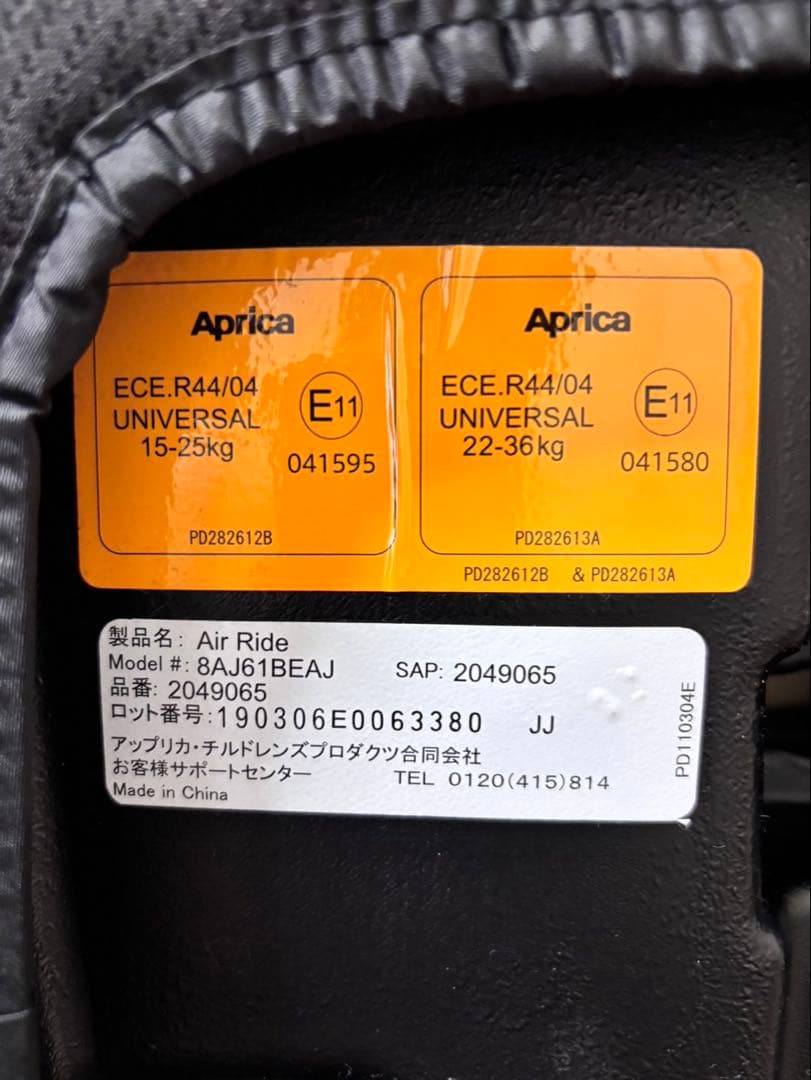 Aprica
ECE.R44/04
UNIVERSAL
15-25kg
E11
041595
PD282612B
Aprica
ECE.R44/04
UNIVERSAL
22-36kg
E11
041580
PD282613A
PD282612B & PD282613A
製品名: Air Ride
Model #: 8AJ61BEAJ SAP: 2049065
品番: 2049065
ロット番号:190306E0063380 JJ
アップリカ・チルドレンズプロダクツ合同会社
お客様サポートセンター TEL 0120(415)814
Made in China
PD110304E